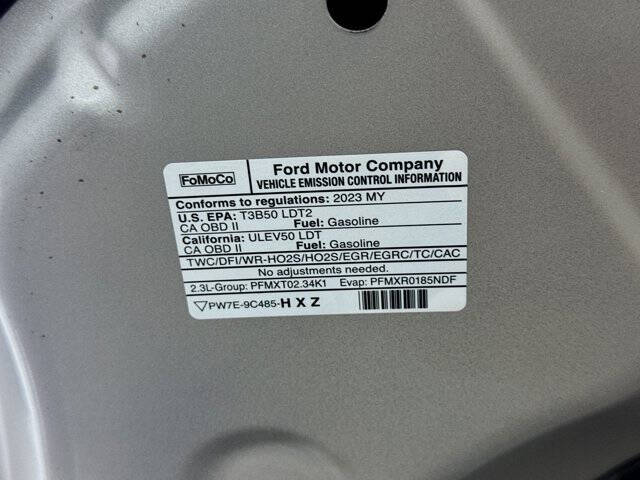 FoMoCo
Ford Motor Company
VEHICLE EMISSION CONTROL INFORMATION
Conforms to regulations: 2023 MY
U.S. EPA: T3B50 LDT2
CA OBD II Fuel: Gasoline
California: ULEV50 LDT
CA OBD II Fuel: Gasoline
TWC/DFI/WR-HO2S/HO2S/EGR/EGRC/TC/CAC
No adjustments needed.
2.3L-Group: PFMXT02.34K1 Evap: PFMXR0185NDF
PW7E-9C485-HXZ